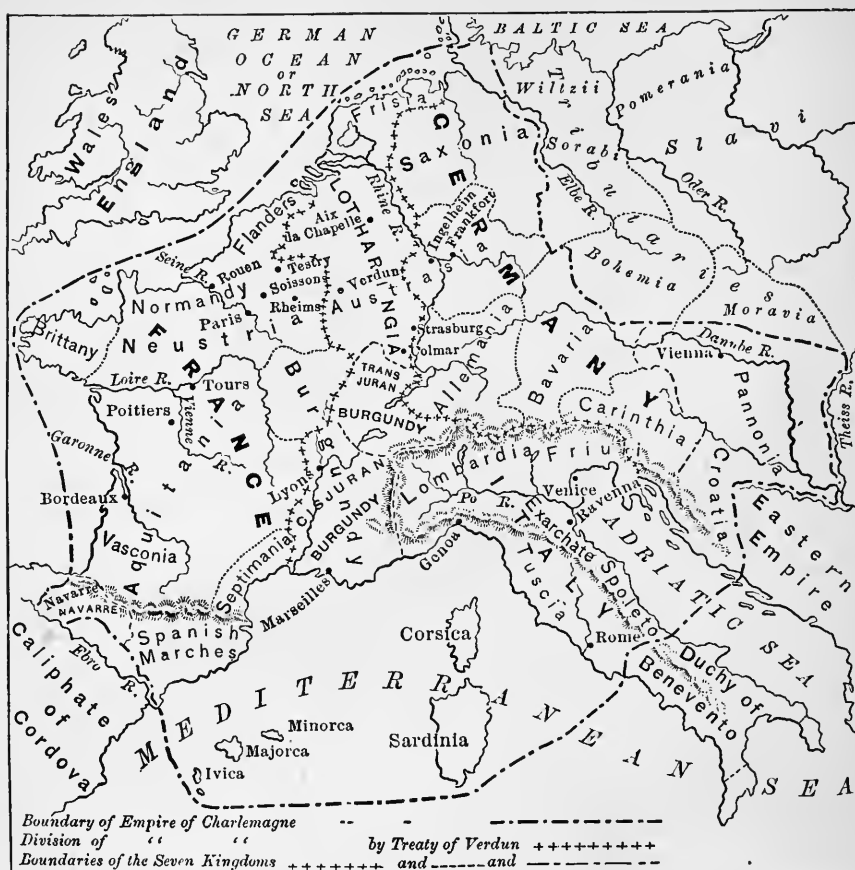 GERMAN
OCEAN
or
NORTH
SEA
BALTIC SEA
Wales
England
Wiltzii
Pomerania
Slavi
Sorabi
Tributaries
Frisia
Saxonia
GERMANY
Elbe R.
Oder R.
Flanders
LOTHARINGIA
Rhine R.
Aix
la Chapelle
Ingelheim
Frankfort
Bohemia
Moravia
Seine R.
Rouen
Testry
Soissons
Verdun
Austrasia
Normandy
Rheims
Paris
Neustria
Brittany
FRANCE
Strasburg
Colmar
Vienna
Danube R.
Theiss R.
Loire R.
Tours
Poitiers
Vienne R.
Burgundy
TRANS
JURAN
BURGUNDY
Allemania
Bavaria
Carinthia
Pannonia
Garonne R.
Bordeaux
Aquitania
Lyons
CISJURAN
BURGUNDY
Lombardia
Friuli
Croatia
Po R.
Venice
Ravenna
ITALY
Exarchate
Eastern
Empire
Vasconia
Septimania
Marseilles
Genoa
Tuscia
Spoleto
ADRIATIC SEA
Navarre
NAVARRE
Spanish
Marches
Ebro R.
Corsica
Rome
Duchy of
Benevento
Caliphate
of
Cordova
MEDITERRANEAN SEA
Minorca
Majorca
Ivica
Sardinia
Boundary of Empire of Charlemagne
Division of “ “ by Treaty of Verdun +++++++++
Boundaries of the Seven Kingdoms +++++++ and ------ and